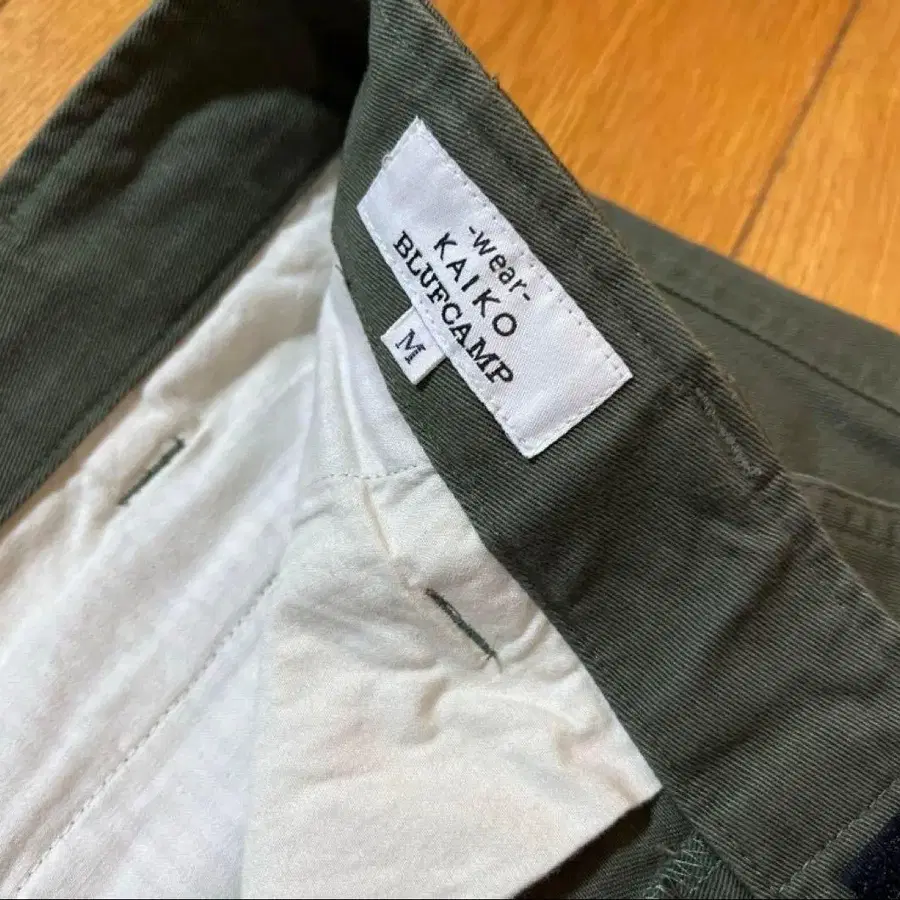 -wear-
KAIKO
BLUFCAMP
M